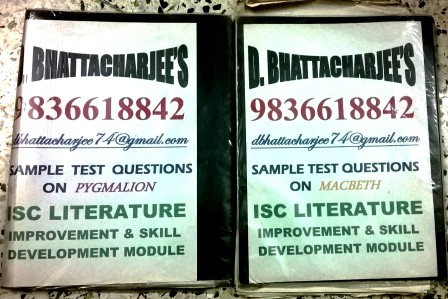 D. BHATTACHARJEE'S
9836618842
dbhattacharjee74@gmail.com
SAMPLE TEST QUESTIONS
ON PYGMALION
ISC LITERATURE
IMPROVEMENT & SKILL
DEVELOPMENT MODULE
D. BHATTACHARJEE'S
9836618842
dbhattacharjee74@gmail.com
SAMPLE TEST QUESTIONS
ON MACBETH
ISC LITERATURE
IMPROVEMENT & SKILL
DEVELOPMENT MODULE